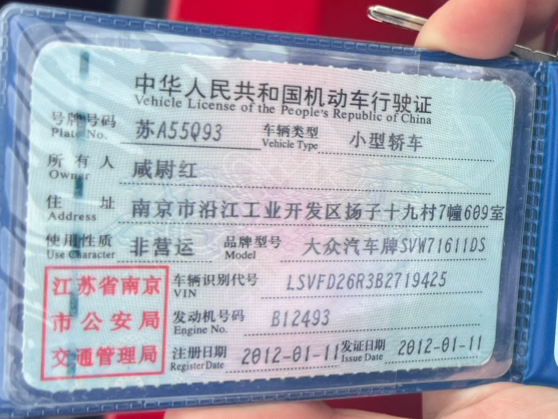 中华人民共和国机动车行驶证
Vehicle License of the People's Republic of China
号牌号码 苏A55Q93 车辆类型 小型轿车
Plate No. Vehicle Type
所有人 咸尉红
Owner
住址 南京市沿江工业开发区扬子十九村7幢609室
Address
使用性质 非营运 品牌型号 大众汽车牌SVW71611DS
Use Character Model
江苏省南京
市公安局
交通管理局
车辆识别代号 LSVFD26R3B2719425
VIN
发动机号码 B12493
Engine No.
注册日期 2012-01-11 发证日期 2012-01-11
Register Date Issue Date